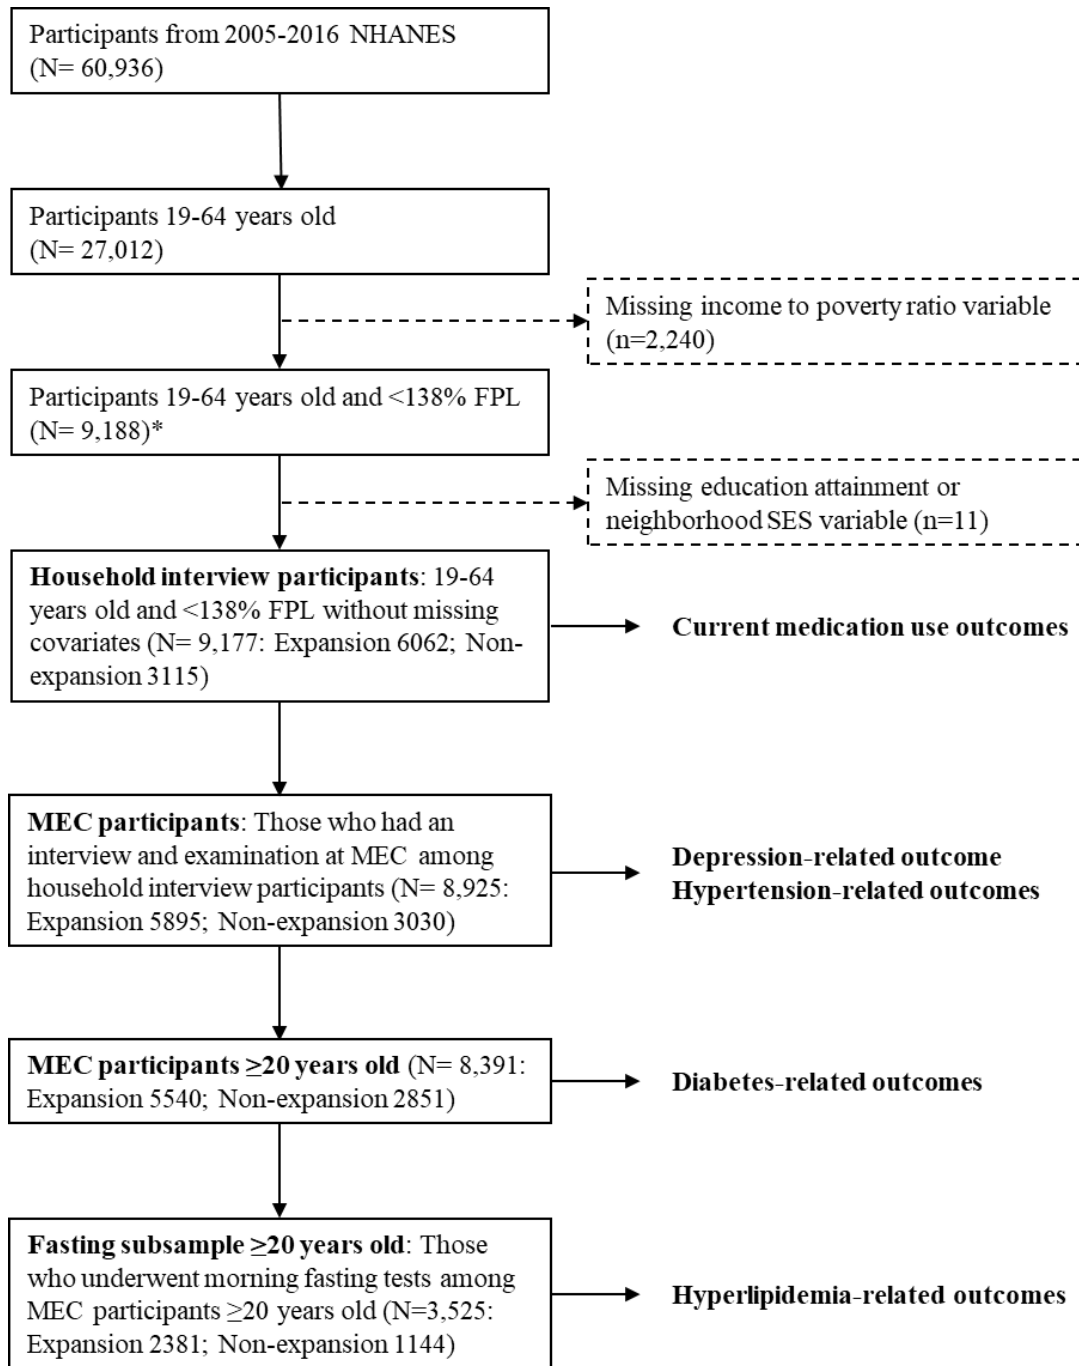 Participants from 2005-2016 NHANES
(N= 60,936)
Participants 19-64 years old
(N= 27,012)
Missing income to poverty ratio variable
(n=2,240)
Participants 19-64 years old and <138% FPL
(N= 9,188)*
Missing education attainment or
neighborhood SES variable (n=11)
Household interview participants: 19-64
years old and <138% FPL without missing
covariates (N= 9,177: Expansion 6062; Non-
expansion 3115)
Current medication use outcomes
MEC participants: Those who had an
interview and examination at MEC among
household interview participants (N= 8,925:
Expansion 5895; Non-expansion 3030)
Depression-related outcome
Hypertension-related outcomes
MEC participants ≥20 years old (N= 8,391:
Expansion 5540; Non-expansion 2851)
Diabetes-related outcomes
Fasting subsample ≥20 years old: Those
who underwent morning fasting tests among
MEC participants ≥20 years old (N=3,525:
Expansion 2381; Non-expansion 1144)
Hyperlipidemia-related outcomes